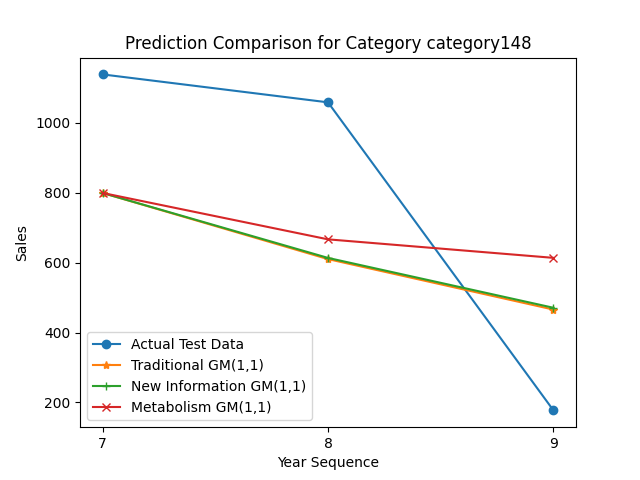 Prediction Comparison for Category category148
Sales
1000
800
600
400
200
Actual Test Data
Traditional GM(1,1)
New Information GM(1,1)
Metabolism GM(1,1)
7
8
9
Year Sequence